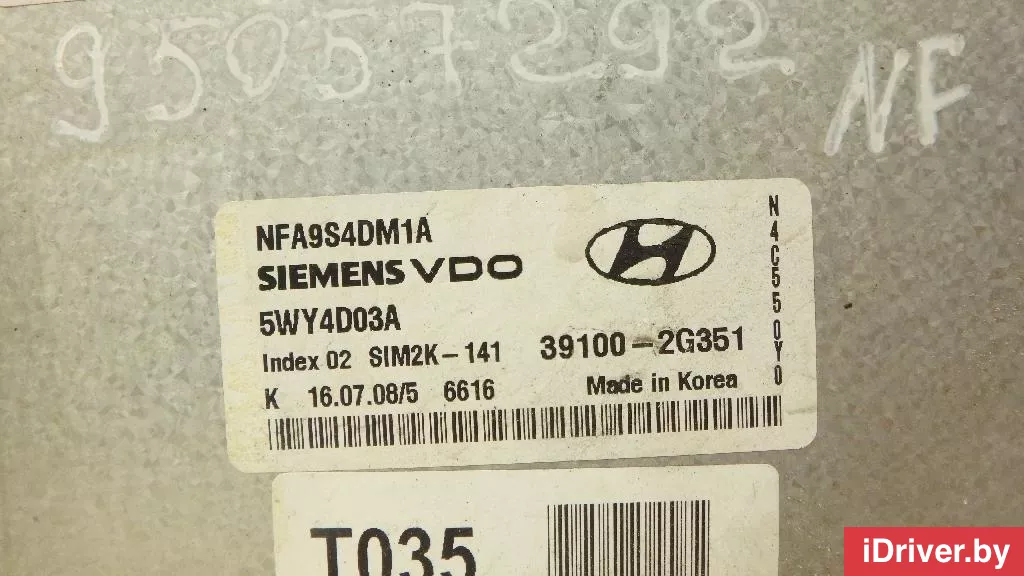 95057292 NF
NFA9S4DM1A
SIEMENS VDO
5WY4D03A
Index 02 SIM2K-141
39100-2G351
K 16.07.08/5 6616
Made in Korea
N4C550Y0
T035
iDriver.by